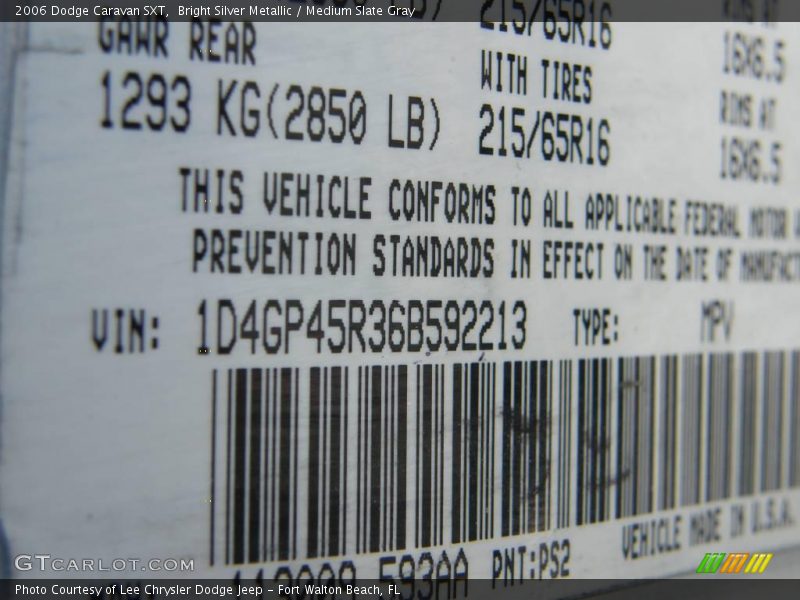 2006 Dodge Caravan SXT, Bright Silver Metallic / Medium Slate Gray
215/65R16 RIMS AT
GAWR REAR 16X6.5
WITH TIRES RIMS AT
1293 KG(2850 LB) 215/65R16 16X6.5
THIS VEHICLE CONFORMS TO ALL APPLICABLE FEDERAL MOTOR
PREVENTION STANDARDS IN EFFECT ON THE DATE OF MANUFACT
VIN: 1D4GP45R36B592213 TYPE: MPV
VEHICLE MADE IN U.S.A.
593AA PNT:PS2
GTCARLOT.COM
Photo Courtesy of Lee Chrysler Dodge Jeep - Fort Walton Beach, FL